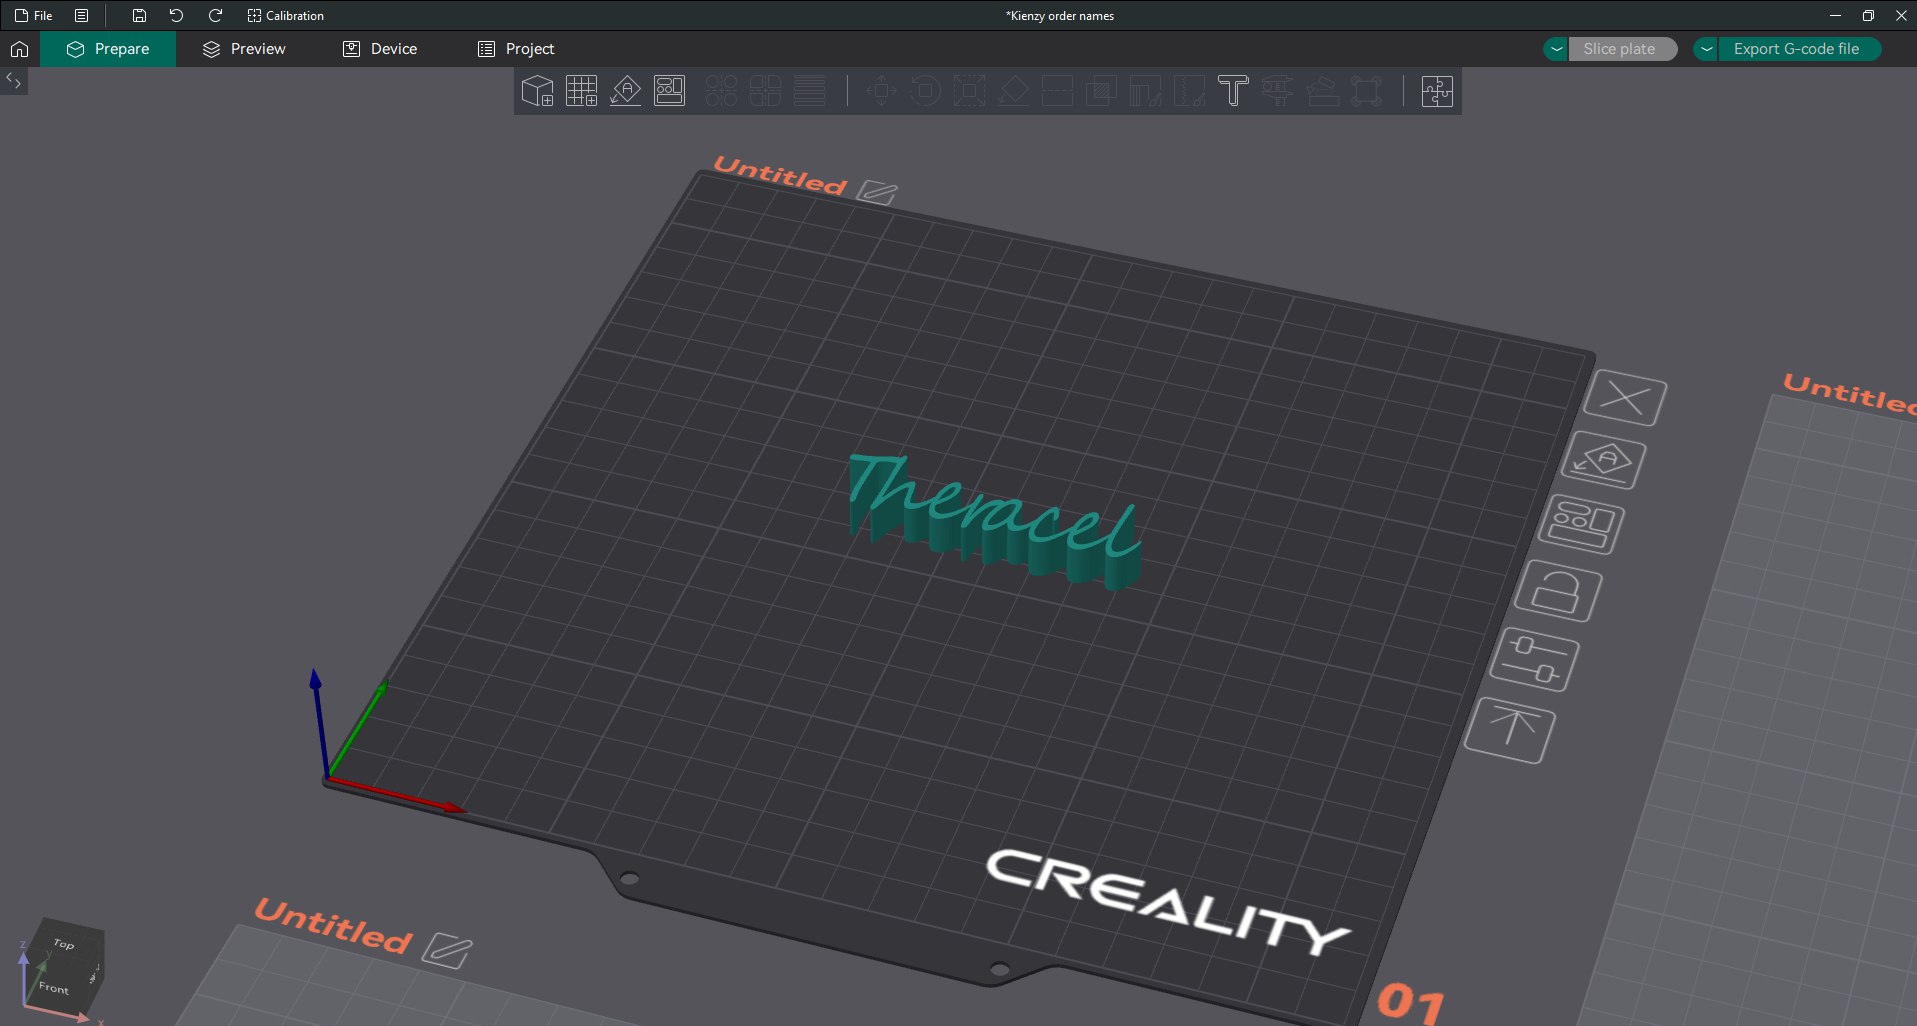 File
Calibration
*Kienzy order names
Prepare
Preview
Device
Project
Slice plate
Export G-code file
Untitled
Untitled
Theracel
CREALITY
01
Untitled
Top
Front
z
y
x